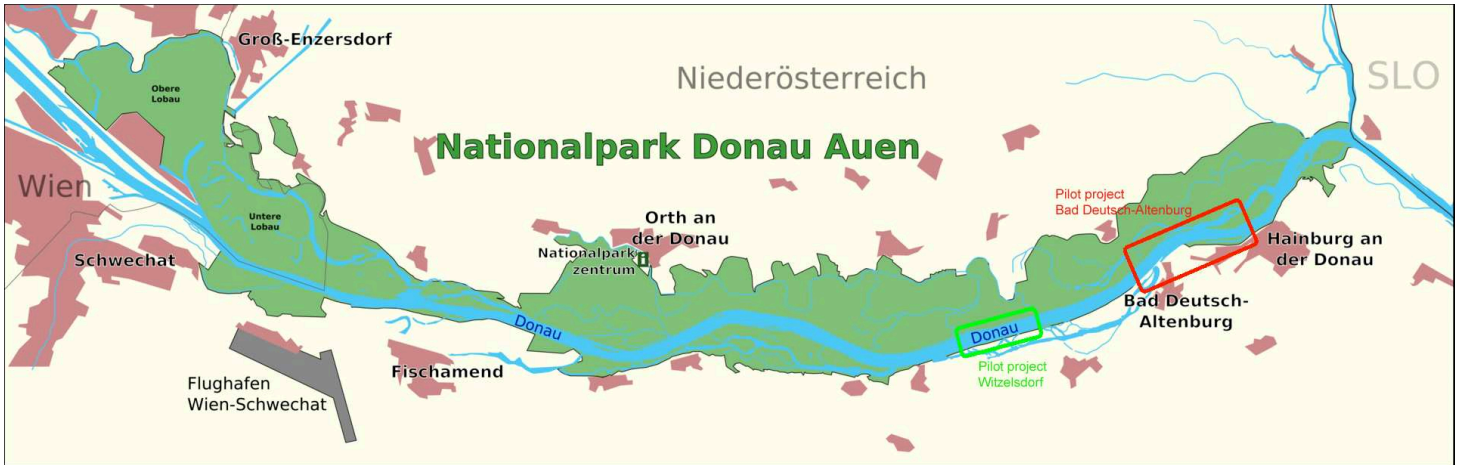 Groß-Enzersdorf
Obere
Lobau
Niederösterreich
SLO
Nationalpark Donau Auen
Wien
Pilot project
Bad Deutsch-Altenburg
Untere
Lobau
Orth an
der Donau
Nationalpark
zentrum
i
Schwechat
Hainburg an
der Donau
Bad Deutsch-
Altenburg
Donau
Donau
Fischamend
Pilot project
Witzelsdorf
Flughafen
Wien-Schwechat